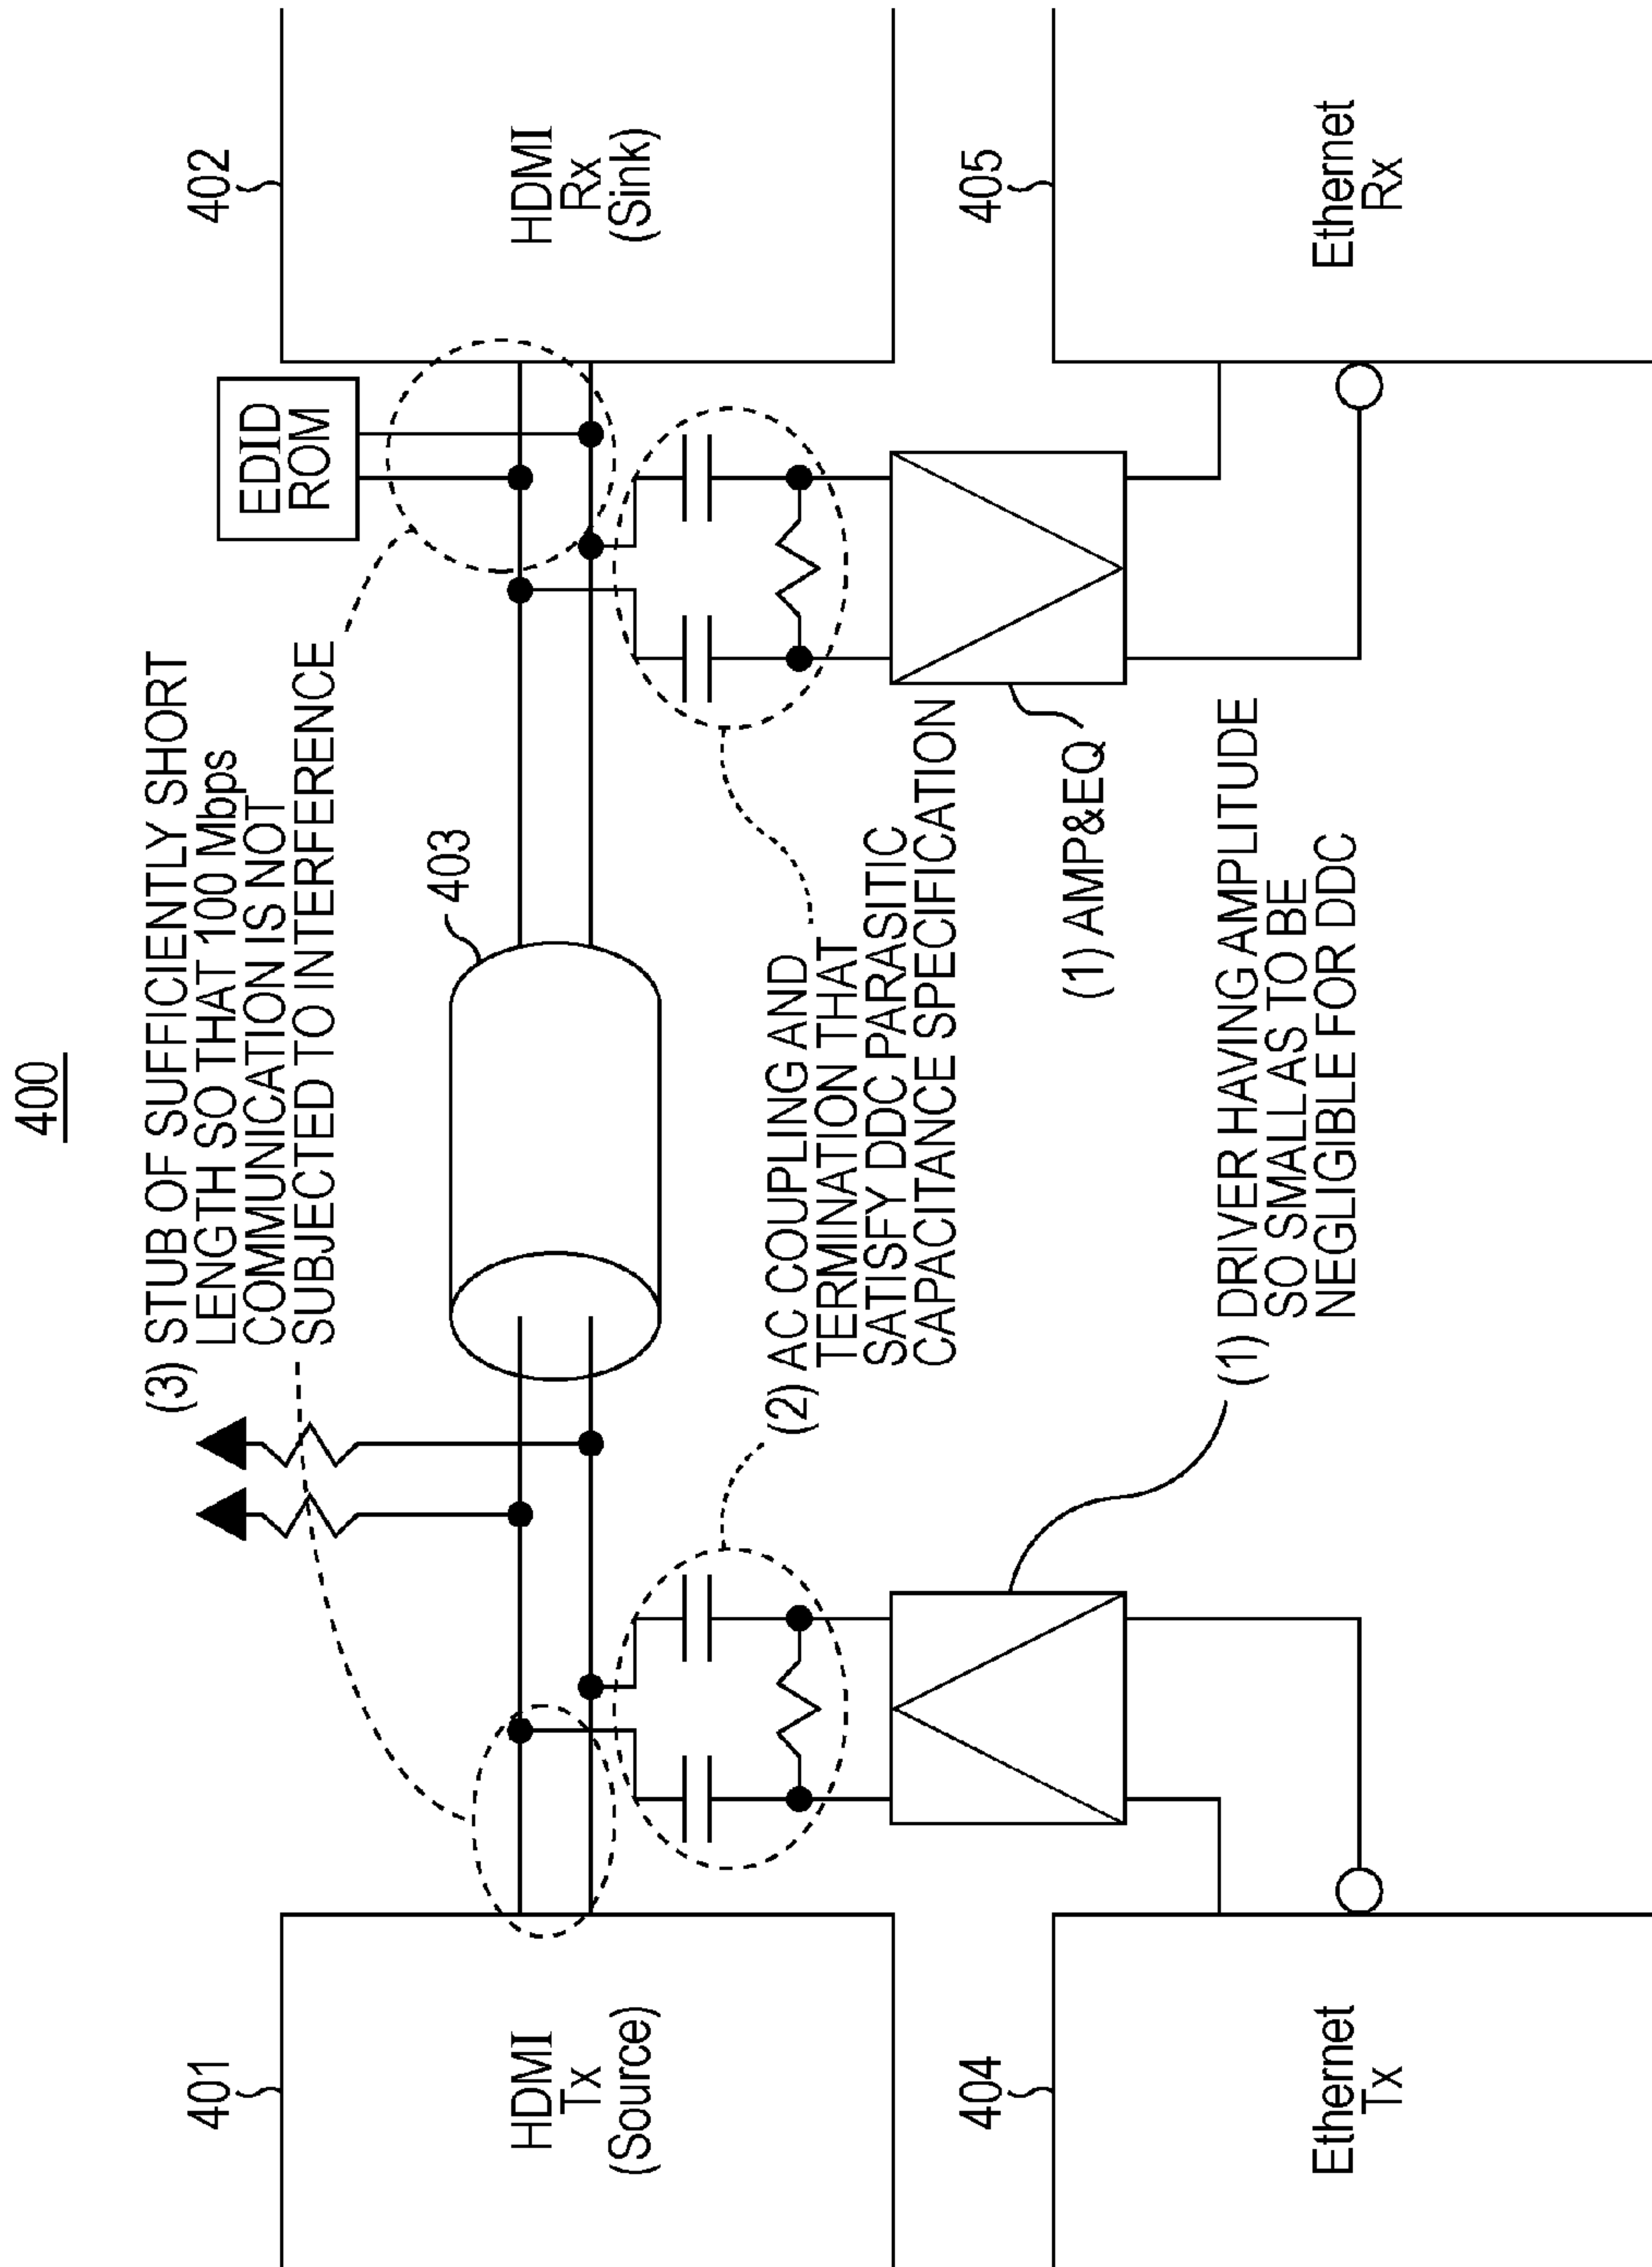 400
(3) STUB OF SUFFICIENTLY SHORT
LENGTH SO THAT 100 Mbps
COMMUNICATION IS NOT
SUBJECTED TO INTERFERENCE
401
HDMI
Tx
(Source)
403
EDID
ROM
402
HDMI
Rx
(Sink)
(2) AC COUPLING AND
TERMINATION THAT
SATISFY DDC PARASITIC
CAPACITANCE SPECIFICATION
(1) AMP&EQ
(1) DRIVER HAVING AMPLITUDE
SO SMALL AS TO BE
NEGLIGIBLE FOR DDC
404
Ethernet
Tx
405
Ethernet
Rx